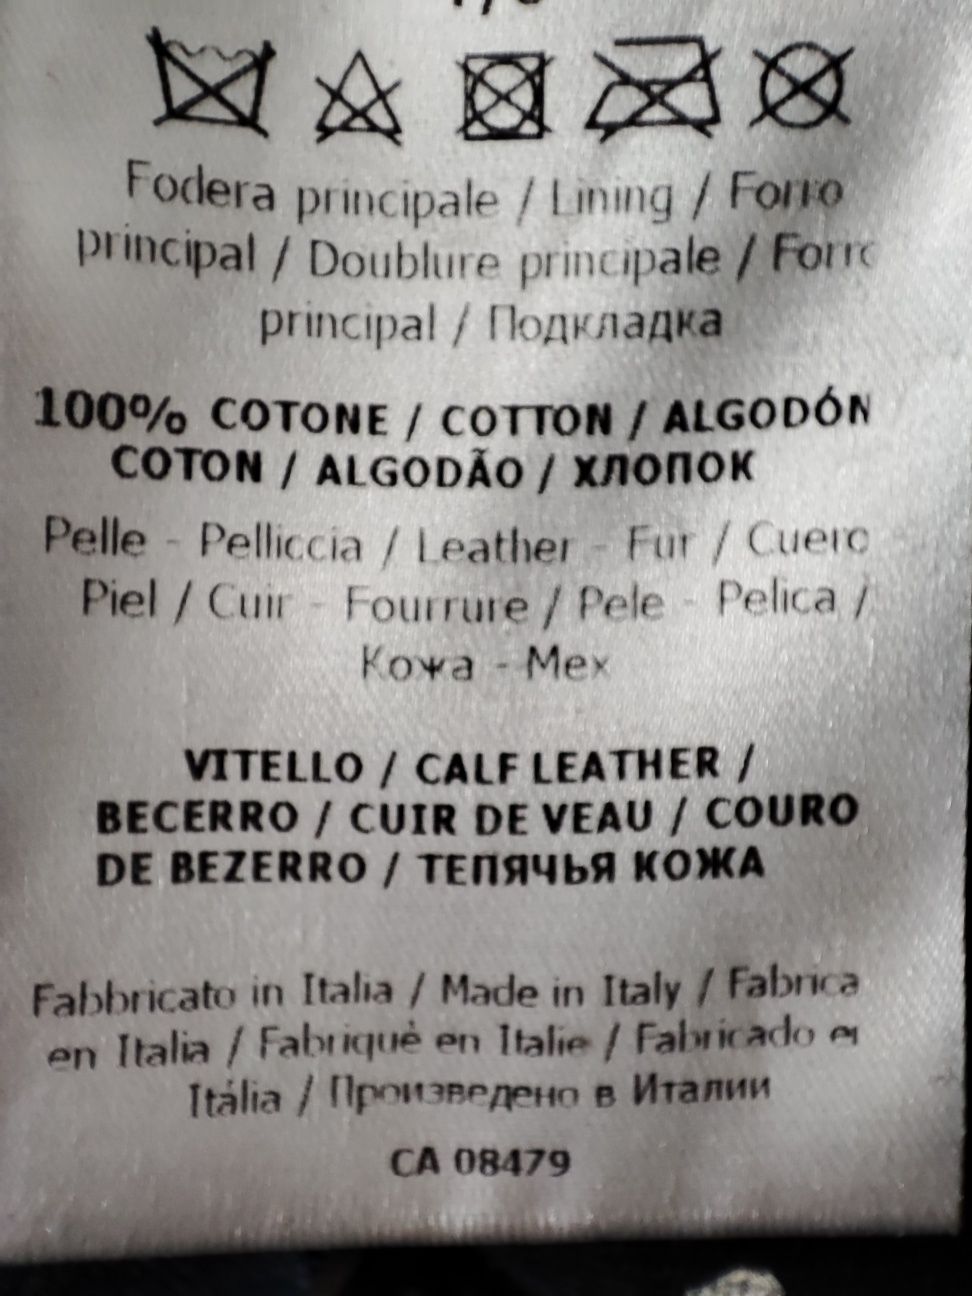 Fodera principale / Lining / Forro
principal / Doublure principale / Forro
principal / Подкладка
100% COTONE / COTTON / ALGODÓN
COTON / ALGODÃO / ХЛОПОК
Pelle - Pelliccia / Leather - Fur / Cuero
Piel / Cuir - Fourrure / Pele - Pelica /
Кожа - Мех
VITELLO / CALF LEATHER /
BECERRO / CUIR DE VEAU / COURO
DE BEZERRO / ТЕПЯЧЬЯ КОЖА
Fabbricato in Italia / Made in Italy / Fabrica
en Italia / Fabriqué en Italie / Fabricado
Itália / Произведено в Италии
CA 08479